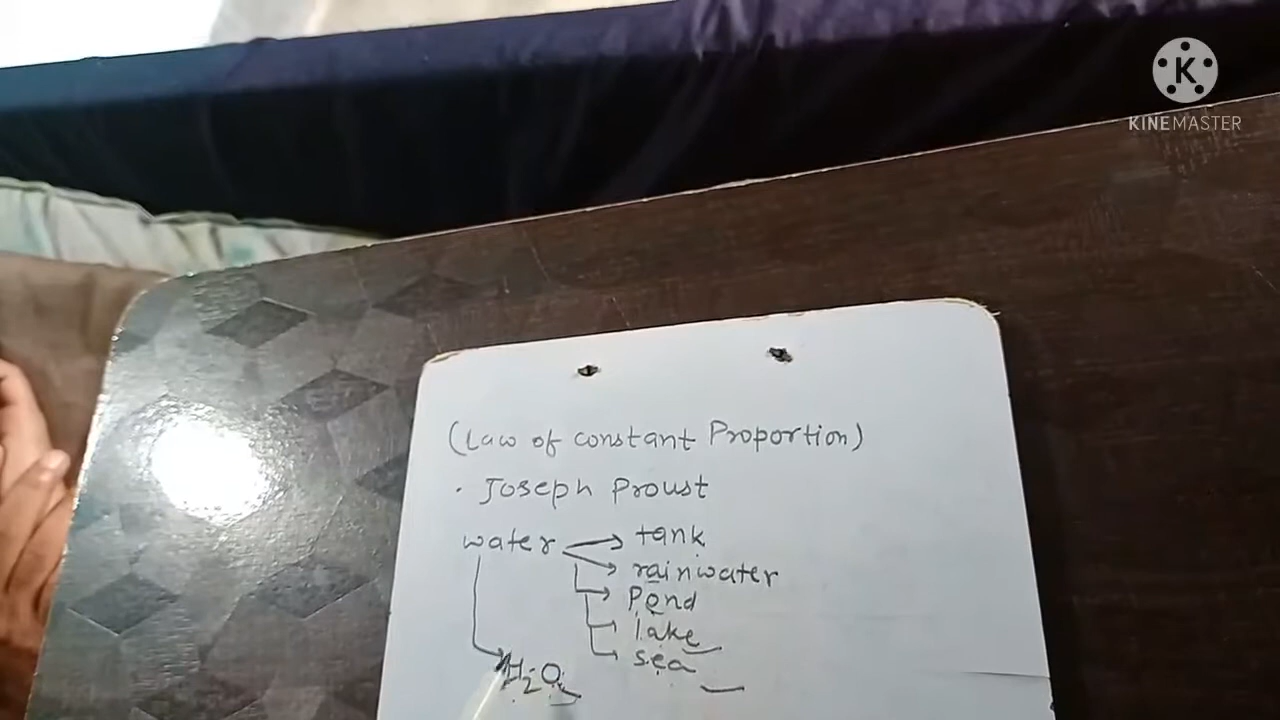 K
KINEMASTER
(Law of constant Proportion)
. Joseph Proust
water → tank
→ rainwater
→ Pond
lake
sea
H₂O